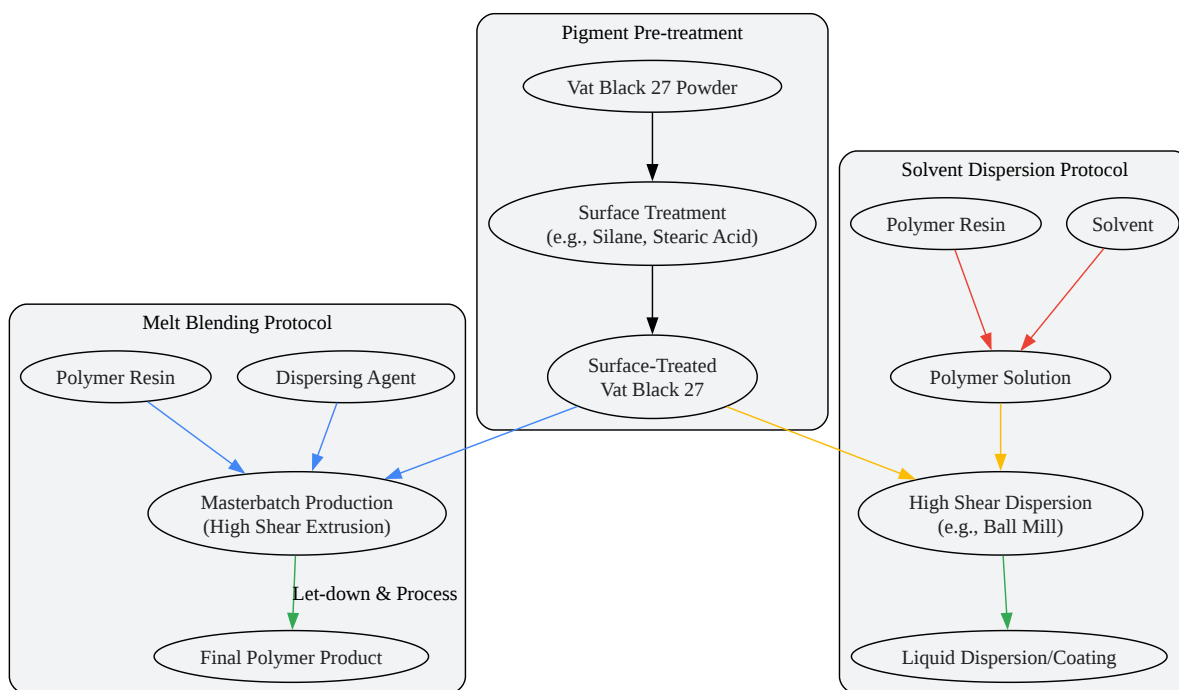 Pigment Pre-treatment
Vat Black 27 Powder
Surface Treatment
(e.g., Silane, Stearic Acid)
Surface-Treated
Vat Black 27
Melt Blending Protocol
Polymer Resin
Dispersing Agent
Masterbatch Production
(High Shear Extrusion)
Let-down & Process
Final Polymer Product
Solvent Dispersion Protocol
Polymer Resin
Solvent
Polymer Solution
High Shear Dispersion
(e.g., Ball Mill)
Liquid Dispersion/Coating